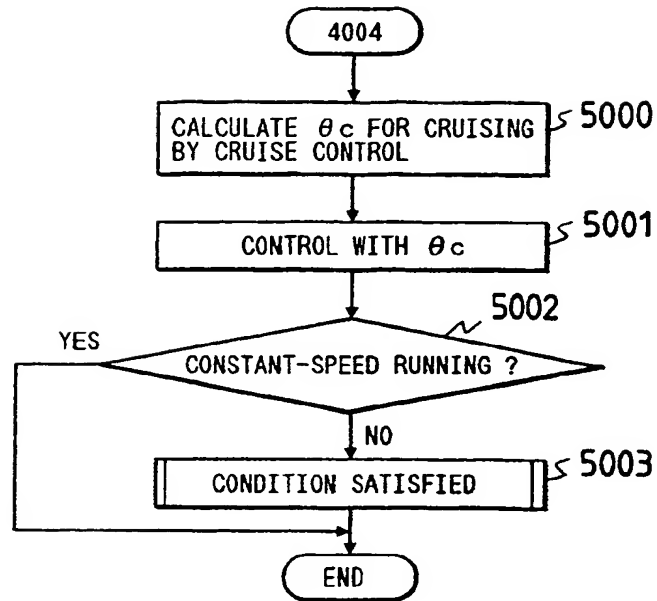 4004
CALCULATE θc FOR CRUISING
BY CRUISE CONTROL
5000
CONTROL WITH θc
5001
5002
CONSTANT-SPEED RUNNING ?
YES
NO
CONDITION SATISFIED
5003
END